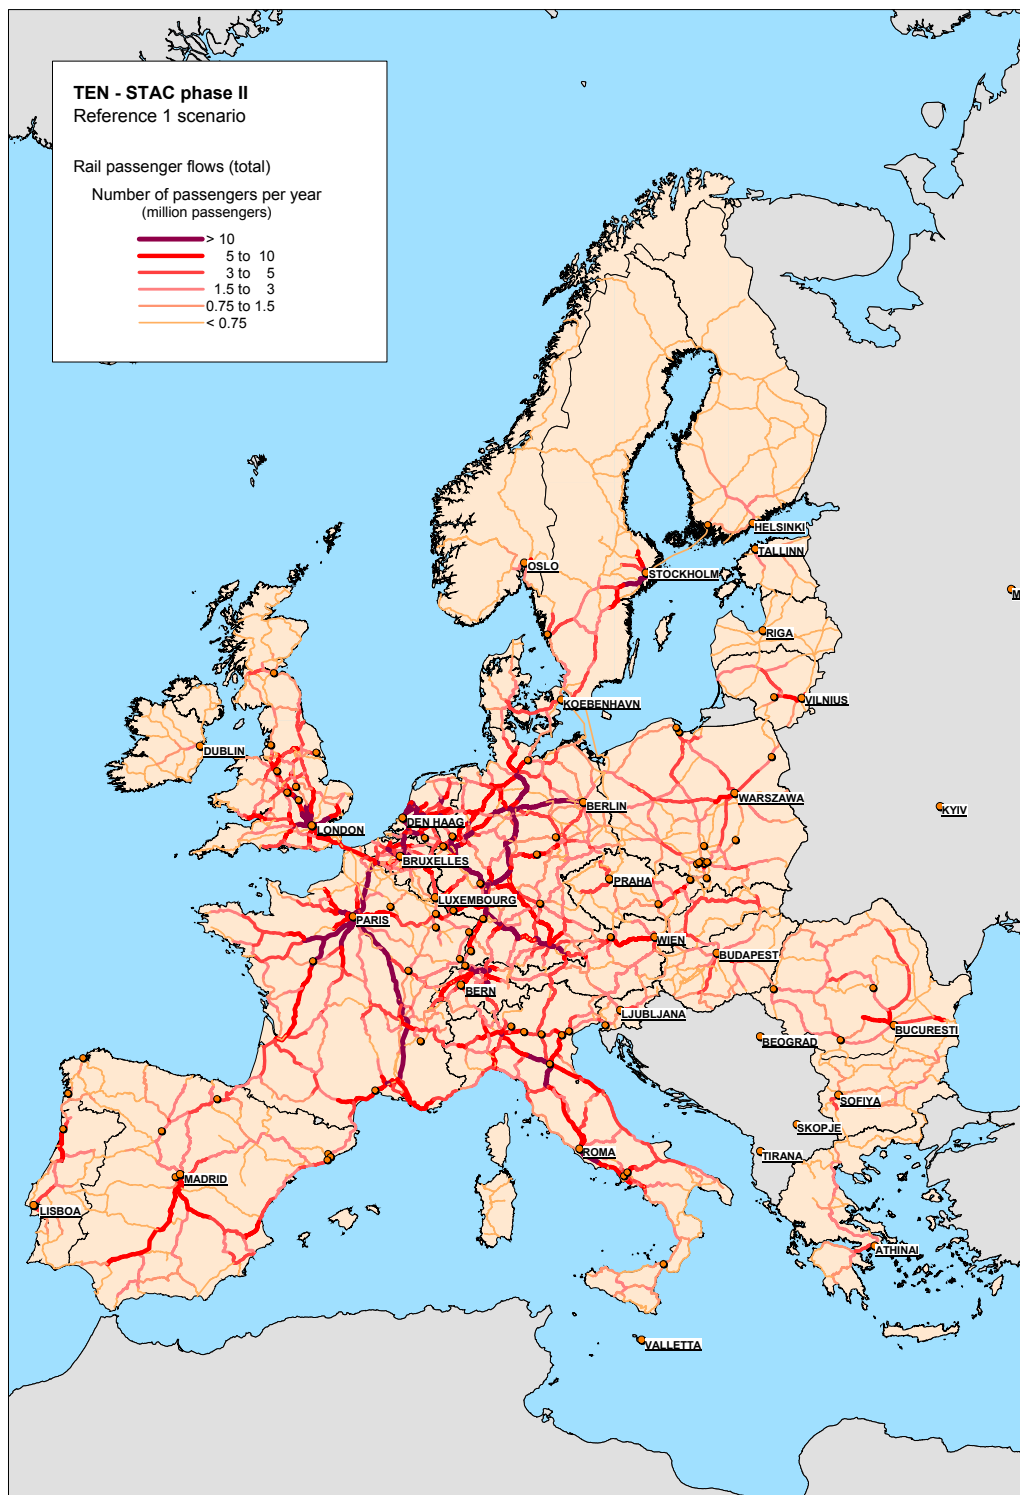 TEN - STAC phase II
Reference 1 scenario
Rail passenger flows (total)
Number of passengers per year
(million passengers)
> 10
5 to 10
3 to 5
1.5 to 3
0.75 to 1.5
< 0.75
HELSINKI
TALLINN
OSLO
STOCKHOLM
M
RIGA
KOEBENHAVN
VILNIUS
DUBLIN
WARSZAWA
BERLIN
KYIV
DEN HAAG
LONDON
BRUXELLES
PRAHA
LUXEMBOURG
PARIS
WIEN
BUDAPEST
BERN
LJUBLJANA
BUCURESTI
BEOGRAD
SOFIYA
SKOPJE
ROMA
TIRANA
MADRID
LISBOA
ATHINAI
VALLETTA